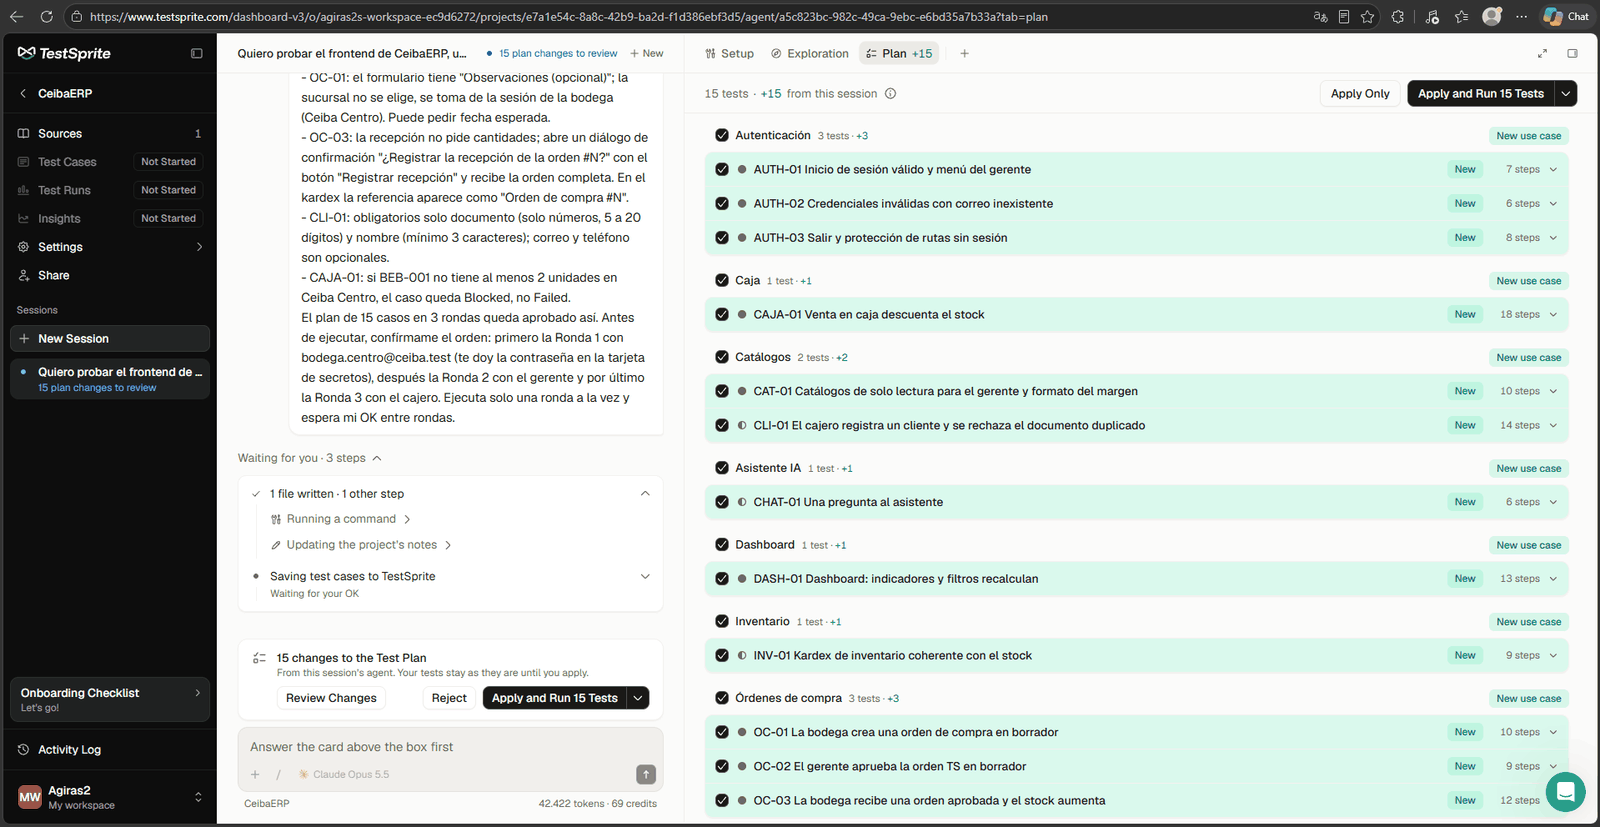 https://www.testsprite.com/dashboard-v3/o/agiras2s-workspace-ec9d6272/projects/e7a1e54c-8a8c-42b9-ba2d-f1d386ebf3d5/agent/a5c823bc-982c-49ca-9ebc-e6bd35a7b33a?tab=plan
Chat
TestSprite
CeibaERP
Sources 1
Test Cases Not Started
Test Runs Not Started
Insights Not Started
Settings
Share
Sessions
New Session
Quiero probar el frontend de ...
15 plan changes to review
Onboarding Checklist
Let's go!
Activity Log
MW
Agiras2
My workspace
Quiero probar el frontend de CeibaERP, u... 15 plan changes to review + New
- OC-01: el formulario tiene "Observaciones (opcional)"; la
sucursal no se elige, se toma de la sesión de la bodega
(Ceiba Centro). Puede pedir fecha esperada.
- OC-03: la recepción no pide cantidades; abre un diálogo de
confirmación "¿Registrar la recepción de la orden #N?" con el
botón "Registrar recepción" y recibe la orden completa. En el
kardex la referencia aparece como "Orden de compra #N".
- CLI-01: obligatorios solo documento (solo números, 5 a 20
dígitos) y nombre (mínimo 3 caracteres); correo y teléfono
son opcionales.
- CAJA-01: si BEB-001 no tiene al menos 2 unidades en
Ceiba Centro, el caso queda Blocked, no Failed.
El plan de 15 casos en 3 rondas queda aprobado así. Antes
de ejecutar, confírmame el orden: primero la Ronda 1 con
bodega.centro@ceiba.test (te doy la contraseña en la tarjeta
de secretos), después la Ronda 2 con el gerente y por último
la Ronda 3 con el cajero. Ejecuta solo una ronda a la vez y
espera mi OK entre rondas.
Waiting for you · 3 steps
1 file written · 1 other step
Running a command
Updating the project's notes
Saving test cases to TestSprite
Waiting for your OK
15 changes to the Test Plan
From this session's agent. Your tests stay as they are until you apply.
Review Changes Reject Apply and Run 15 Tests
Answer the card above the box first
+ / Claude Opus 5.5
CeibaERP 42.422 tokens · 69 credits
Setup Exploration Plan +15
15 tests · +15 from this session Apply Only Apply and Run 15 Tests
Autenticación 3 tests · +3 New use case
AUTH-01 Inicio de sesión válido y menú del gerente New 7 steps
AUTH-02 Credenciales inválidas con correo inexistente New 6 steps
AUTH-03 Salir y protección de rutas sin sesión New 8 steps
Caja 1 test · +1 New use case
CAJA-01 Venta en caja descuenta el stock New 18 steps
Catálogos 2 tests · +2 New use case
CAT-01 Catálogos de solo lectura para el gerente y formato del margen New 10 steps
CLI-01 El cajero registra un cliente y se rechaza el documento duplicado New 14 steps
Asistente IA 1 test · +1 New use case
CHAT-01 Una pregunta al asistente New 6 steps
Dashboard 1 test · +1 New use case
DASH-01 Dashboard: indicadores y filtros recalculan New 13 steps
Inventario 1 test · +1 New use case
INV-01 Kardex de inventario coherente con el stock New 9 steps
Órdenes de compra 3 tests · +3 New use case
OC-01 La bodega crea una orden de compra en borrador New 10 steps
OC-02 El gerente aprueba la orden TS en borrador New 9 steps
OC-03 La bodega recibe una orden aprobada y el stock aumenta New 12 steps